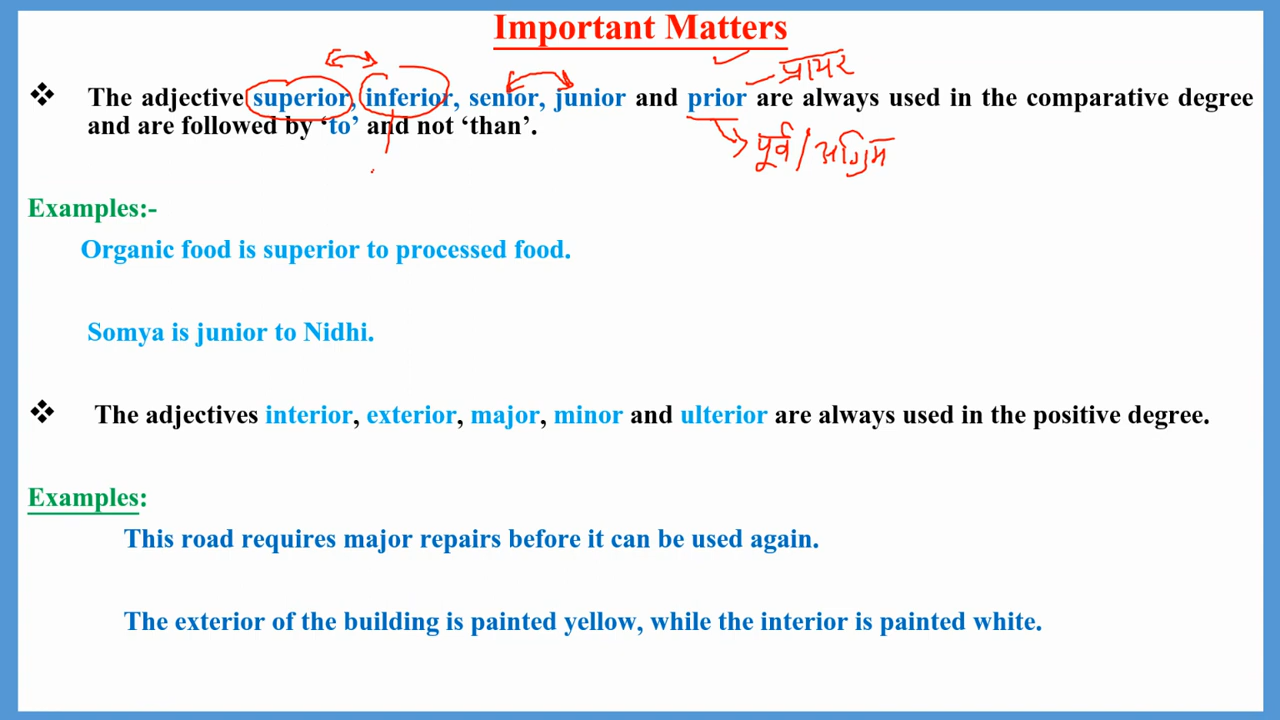 Important Matters
प्रायर
❖ The adjective superior, inferior, senior, junior and prior are always used in the comparative degree
and are followed by ‘to’ and not ‘than’.
पूर्व/अग्रिम
Examples:-
Organic food is superior to processed food.
Somya is junior to Nidhi.
❖ The adjectives interior, exterior, major, minor and ulterior are always used in the positive degree.
Examples:
This road requires major repairs before it can be used again.
The exterior of the building is painted yellow, while the interior is painted white.